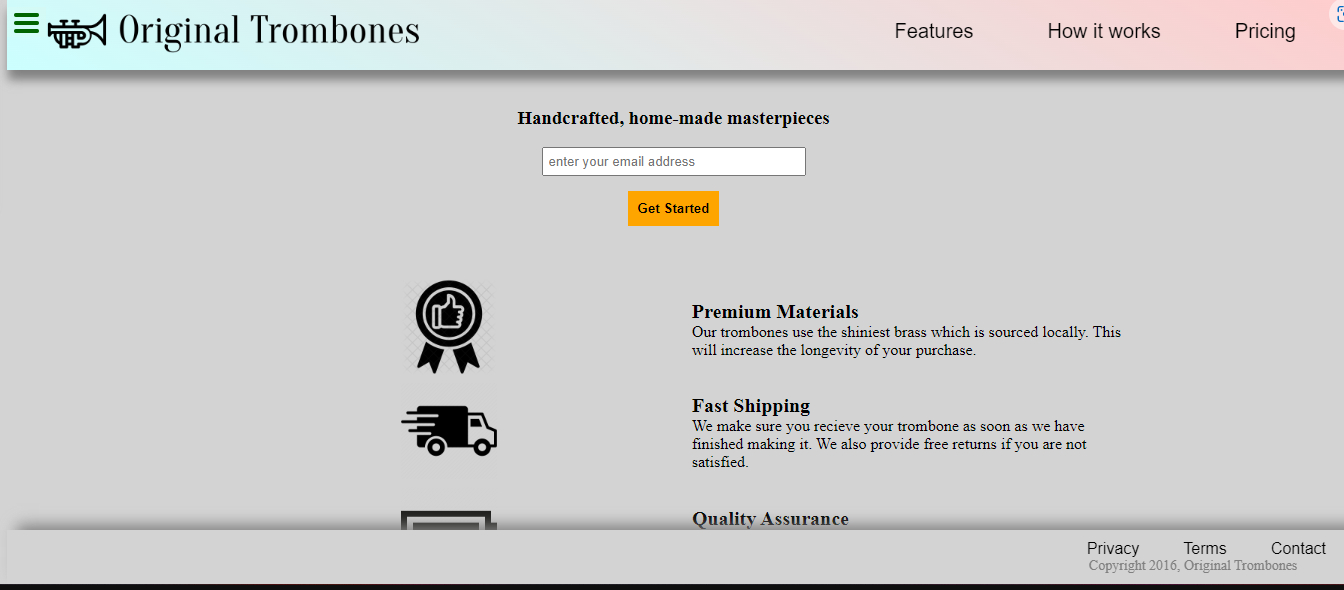 Original Trombones
Features
How it works
Pricing
Handcrafted, home-made masterpieces
enter your email address
Get Started
Premium Materials
Our trombones use the shiniest brass which is sourced locally. This
will increase the longevity of your purchase.
Fast Shipping
We make sure you recieve your trombone as soon as we have
finished making it. We also provide free returns if you are not
satisfied.
Quality Assurance
Privacy
Terms
Contact
Copyright 2016, Original Trombones